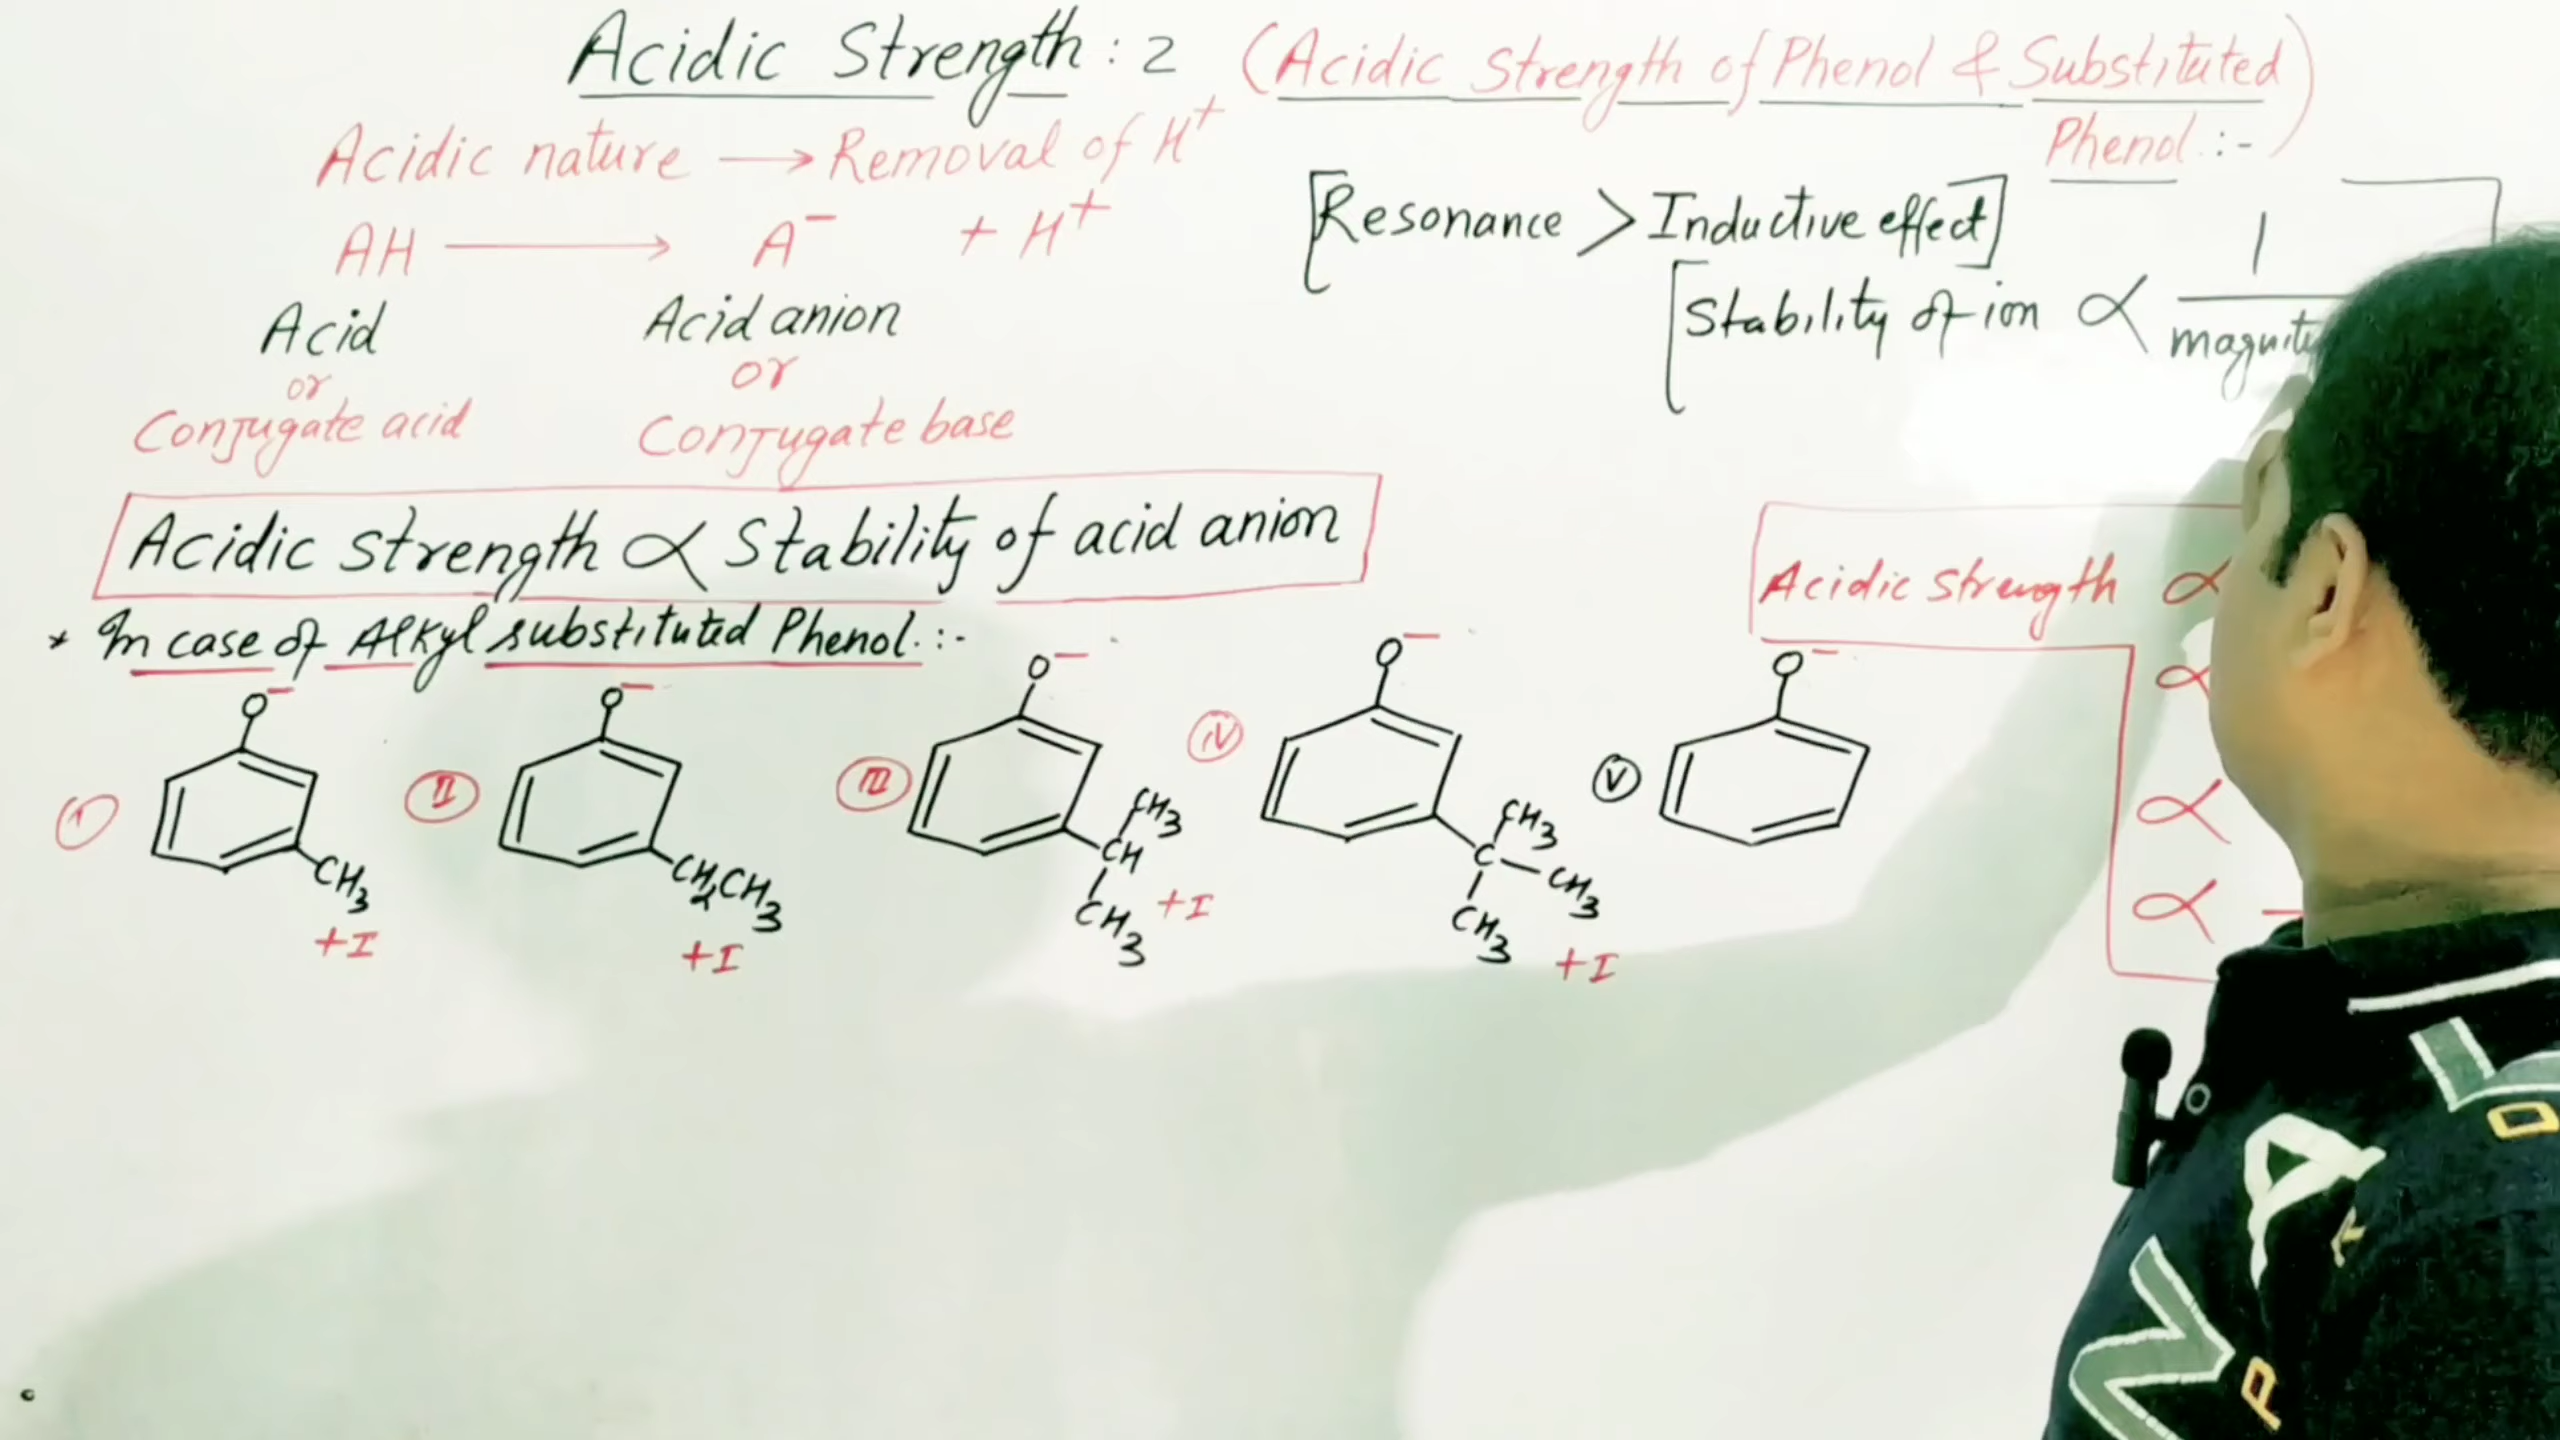 Acidic Strength : 2 (Acidic Strength of Phenol & Substituted
Phenol :-)
Acidic nature → Removal of H⁺
AH → A⁻ + H⁺
Acid Acid anion
or or
Conjugate acid Conjugate base
[Resonance > Inductive effect]
[Stability of ion ∝ 1
Acidic strength ∝ Stability of acid anion
Acidic Strength ∝
∝
∝
∝
* In case of Alkyl substituted Phenol :-
O⁻ O⁻ O⁻ O⁻ O⁻
I II III IV V
CH₃ CH₂CH₃ CH CH₃ CH₃ C CH₃ CH₃ CH₃
+I +I +I +I
A
N
P